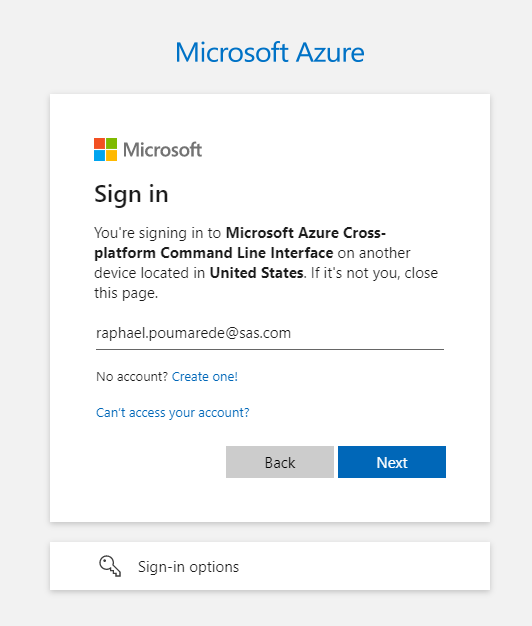 Microsoft Azure
Microsoft
Sign in
You're signing in to Microsoft Azure Cross-
platform Command Line Interface on another
device located in United States. If it's not you, close
this page.
raphael.poumarede@sas.com
No account? Create one!
Can't access your account?
Back
Next
Sign-in options